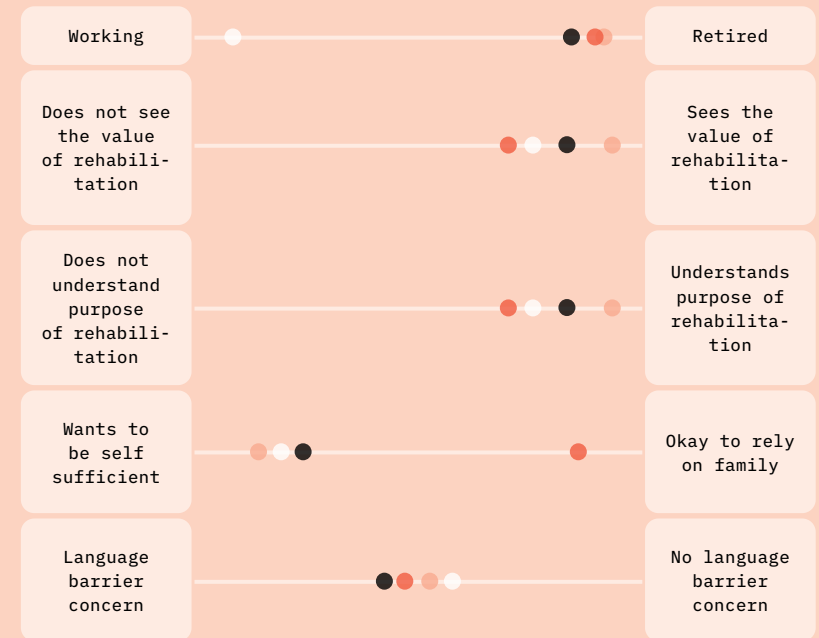 Working
Retired
Does not see
the value
of rehabili-
tation
Sees the
value of
rehabilita-
tion
Does not
understand
purpose
of rehabili-
tation
Understands
purpose of
rehabilita-
tion
Wants to
be self
sufficient
Okay to rely
on family
Language
barrier
concern
No language
barrier
concern